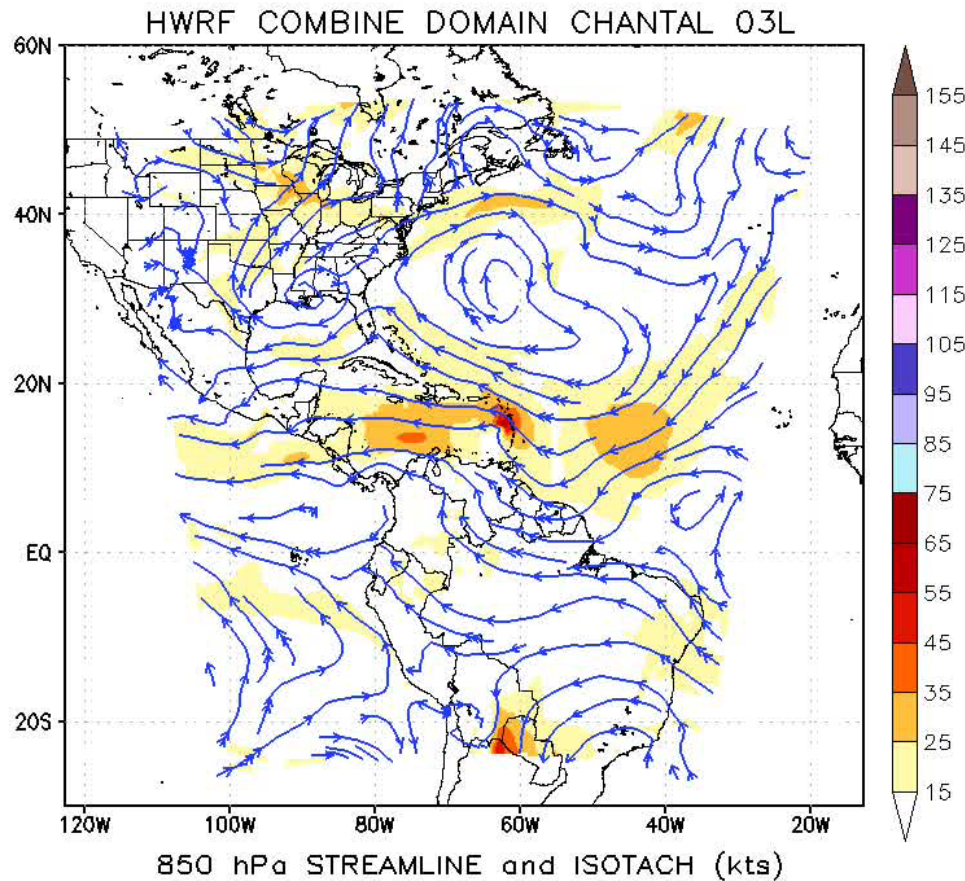 HWRF COMBINE DOMAIN CHANTAL 03L
60N
40N
20N
EQ
20S
120W 100W 80W 60W 40W 20W
850 hPa STREAMLINE and ISOTACH (kts)
155
145
135
125
115
105
95
85
75
65
55
45
35
25
15